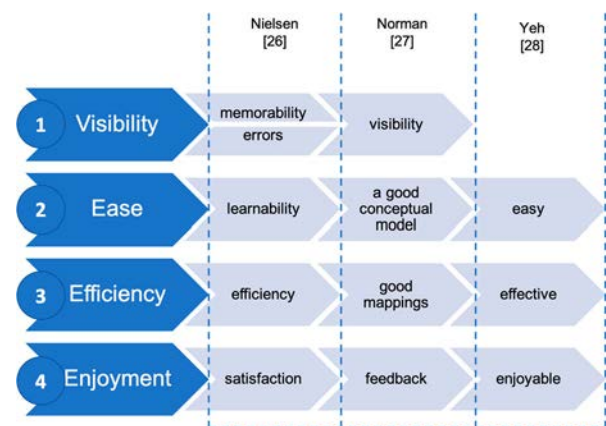 Nielsen
[26]
Norman
[27]
Yeh
[28]
1
Visibility
memorability
errors
visibility
2
Ease
learnability
a good
conceptual
model
easy
3
Efficiency
efficiency
good
mappings
effective
4
Enjoyment
satisfaction
feedback
enjoyable